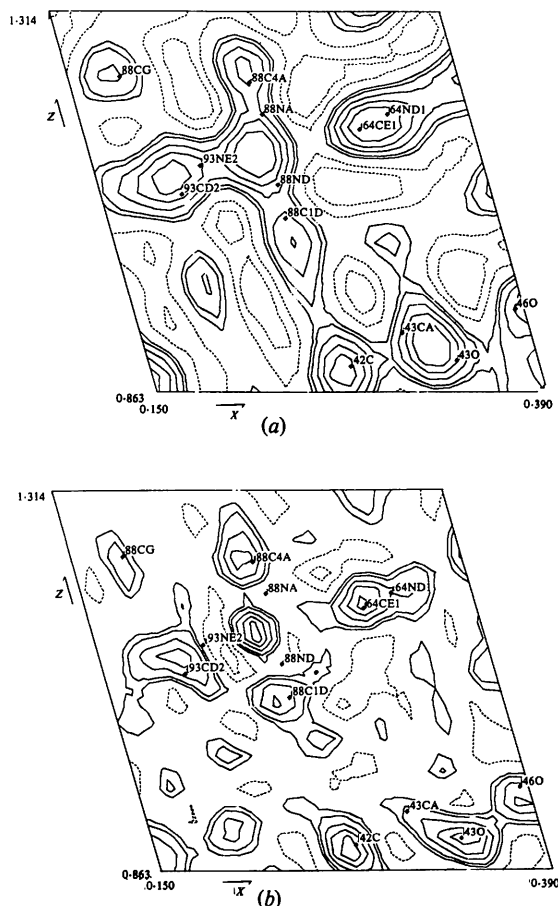 1·314
88CG
88C4A
88NA
64ND1
64CE1
Z
93NE2
88ND
93CD2
88C1D
46O
43CA
43O
42C
0·863
0·150
x
0·390
(a)
1·314
88CG
88C4A
88NA
64ND1
64CE1
Z
93NE2
88ND
93CD2
88C1D
46O
43CA
43O
42C
0·863
0·150
x
0·390
(b)